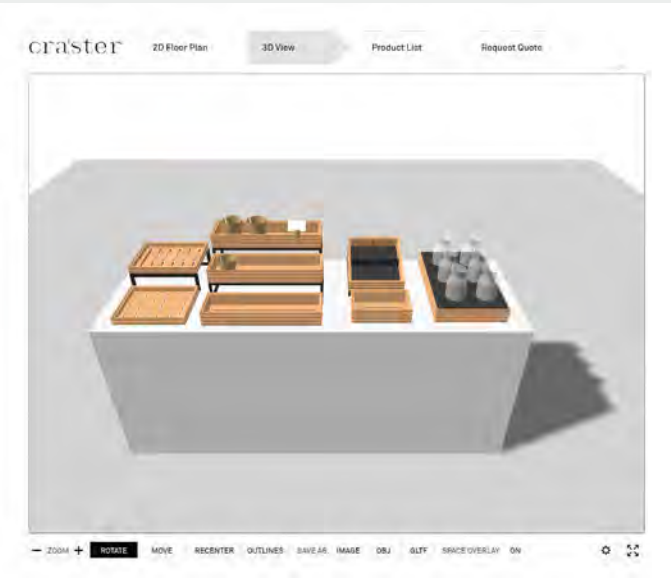 craster
2D Floor Plan
3D View
Product List
Request Quote
ZOOM ROTATE MOVE RECENTER OUTLINES SAVE AS IMAGE OBJ GLTF SPACE OVERLAY ON